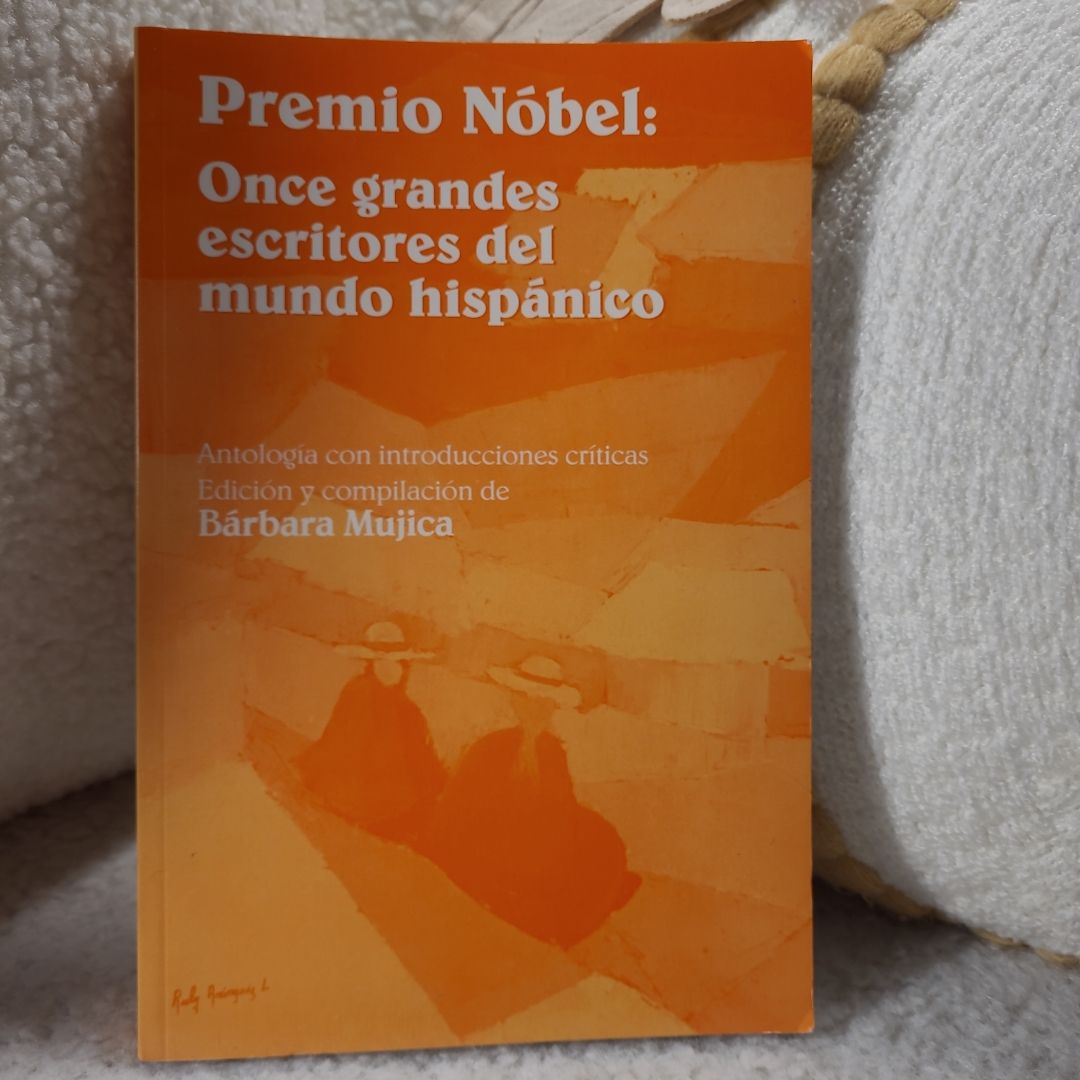 Premio Nóbel:
Once grandes
escritores del
mundo hispánico
Antología con introducciones críticas
Edición y compilación de
Bárbara Mujica